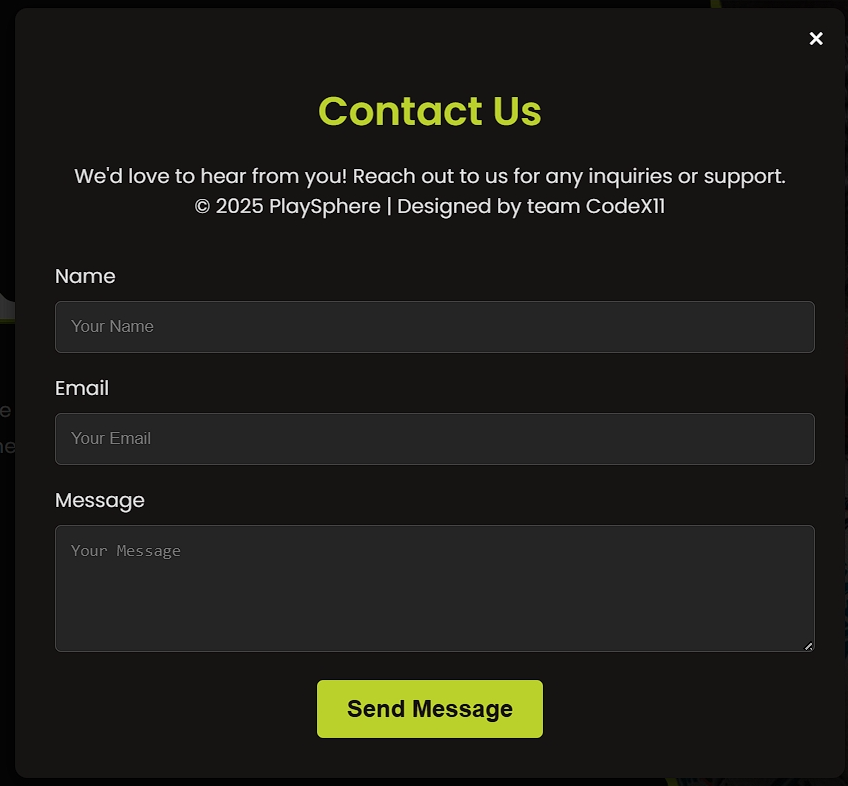 ×
Contact Us
We'd love to hear from you! Reach out to us for any inquiries or support.
© 2025 PlaySphere | Designed by team CodeX11
Name
Your Name
Email
Your Email
Message
Your Message
Send Message